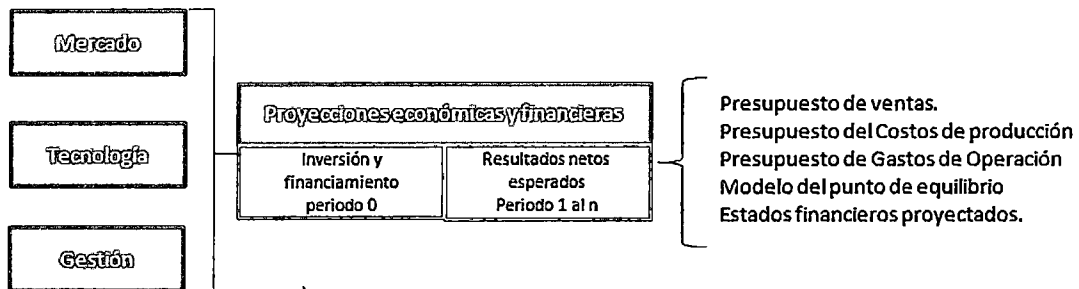 Mercado
Tecnología
Gestión
Proyecciones económicas y financieras
Inversión y
financiamiento
periodo 0
Resultados netos
esperados
Periodo 1 al n
Presupuesto de ventas.
Presupuesto del Costos de producción
Presupuesto de Gastos de Operación
Modelo del punto de equilibrio
Estados financieros proyectados.